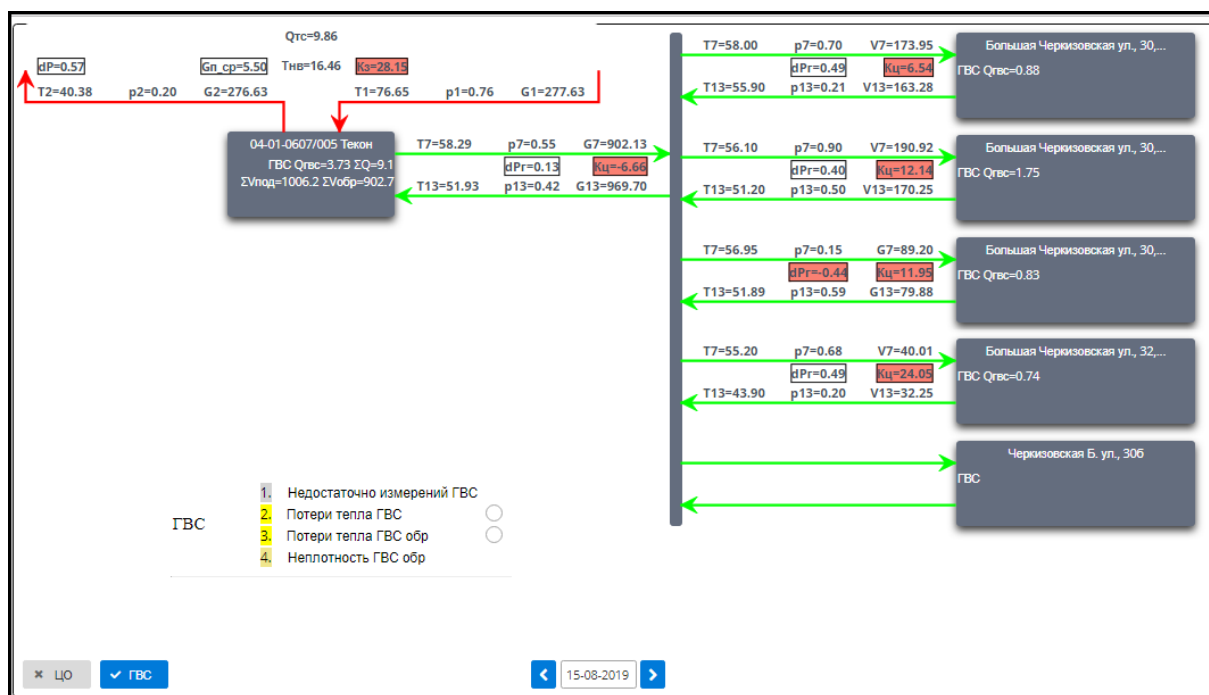 Qтс=9.86
dP=0.57 Gп_ср=5.50 Tнв=16.46 Кз=28.15
T2=40.38 p2=0.20 G2=276.63 T1=76.65 p1=0.76 G1=277.63
04-01-0607/005 Текон
ГВС Qгвс=3.73 ΣQ=9.1
ΣVпод=1006.2 ΣVобр=902.7
T7=58.29 p7=0.55 G7=902.13
dPг=0.13 Кц=-6.66
T13=51.93 p13=0.42 G13=969.70
T7=58.00 p7=0.70 V7=173.95
dPг=0.49 Кц=6.54
T13=55.90 p13=0.21 V13=163.28
Большая Черкизовская ул., 30,...
ГВС Qгвс=0.88
T7=56.10 p7=0.90 V7=190.92
dPг=0.40 Кц=12.14
T13=51.20 p13=0.50 V13=170.25
Большая Черкизовская ул., 30,...
ГВС Qгвс=1.75
T7=56.95 p7=0.15 G7=89.20
dPг=-0.44 Кц=11.95
T13=51.89 p13=0.59 G13=79.88
Большая Черкизовская ул., 30,...
ГВС Qгвс=0.83
T7=55.20 p7=0.68 V7=40.01
dPг=0.49 Кц=24.05
T13=43.90 p13=0.20 V13=32.25
Большая Черкизовская ул., 32,...
ГВС Qгвс=0.74
Черкизовская Б. ул., 30б
ГВС
ГВС
1. Недостаточно измерений ГВС
2. Потери тепла ГВС
3. Потери тепла ГВС обр
4. Неплотность ГВС обр
ЦО ГВС 15-08-2019